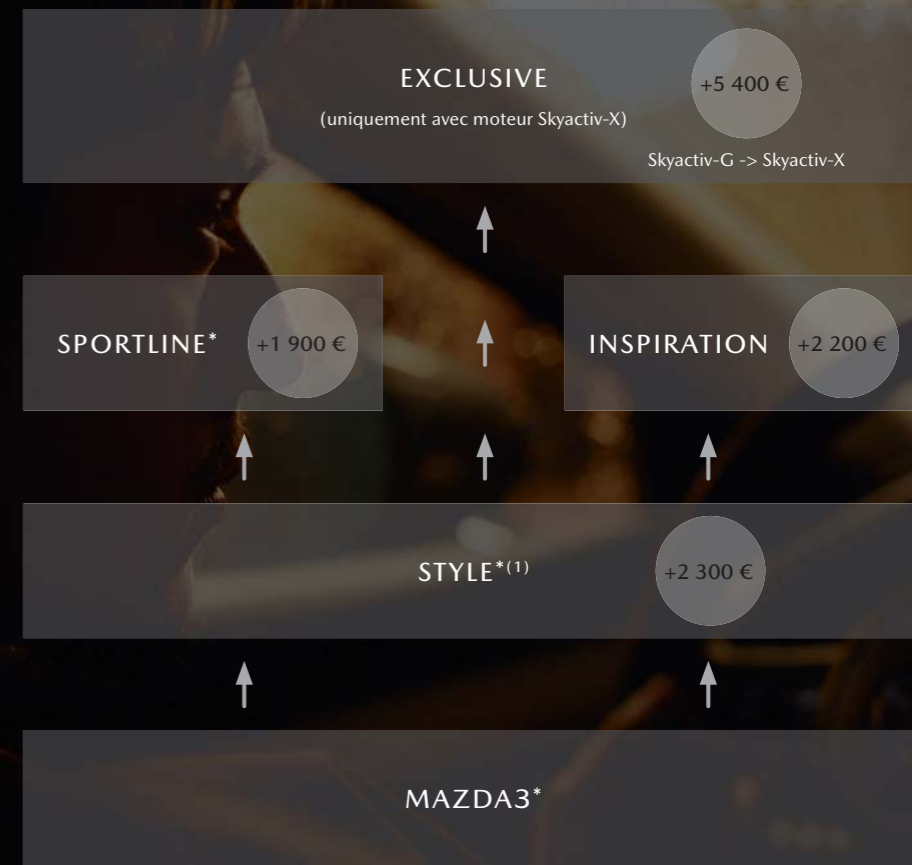 EXCLUSIVE
(uniquement avec moteur Skyactiv-X)
+5 400 €
Skyactiv-G -> Skyactiv-X
SPORTLINE*
+1 900 €
INSPIRATION
+2 200 €
STYLE*(1)
+2 300 €
MAZDA3*